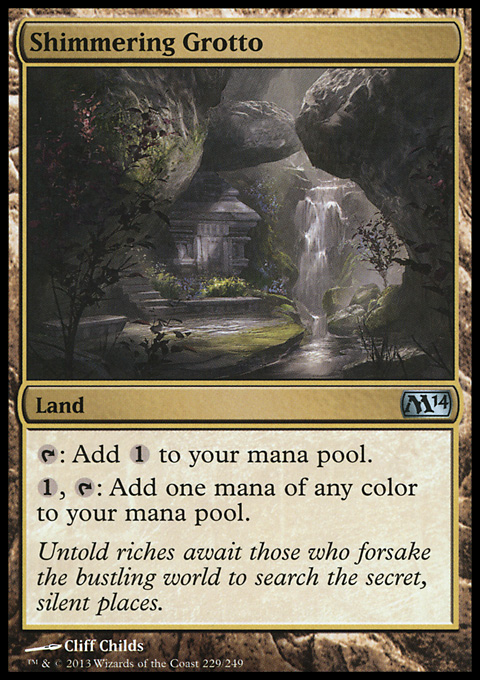 Shimmering Grotto
Land
M14
: Add 1 to your mana pool.
1, : Add one mana of any color
to your mana pool.
Untold riches await those who forsake
the bustling world to search the secret,
silent places.
Cliff Childs
™ & © 2013 Wizards of the Coast 229/249